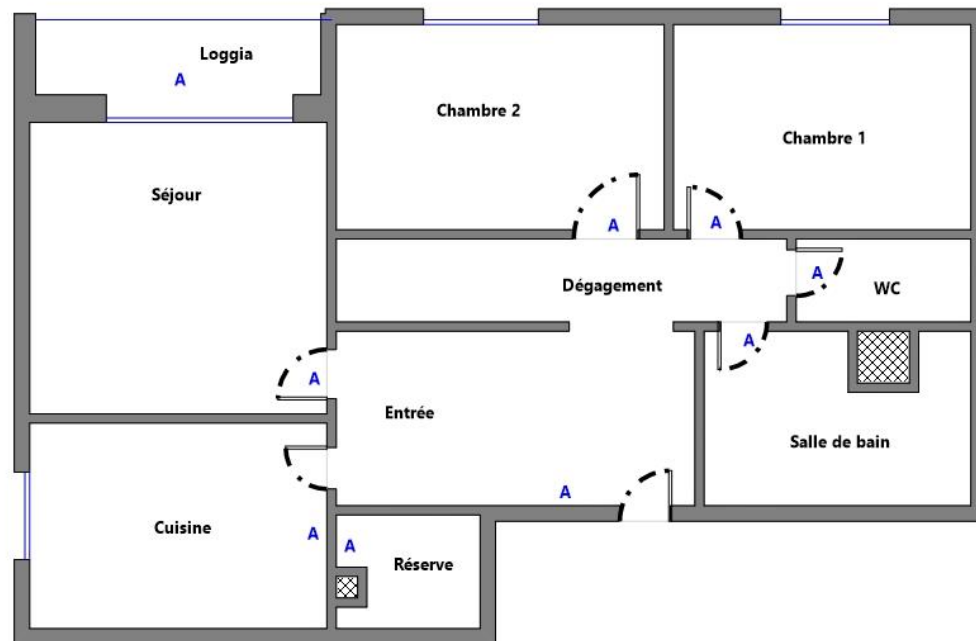 Loggia
A
Chambre 2
Chambre 1
Séjour
A
A
Dégagement
A
WC
A
A
Entrée
Salle de bain
A
Cuisine
A
A
Réserve